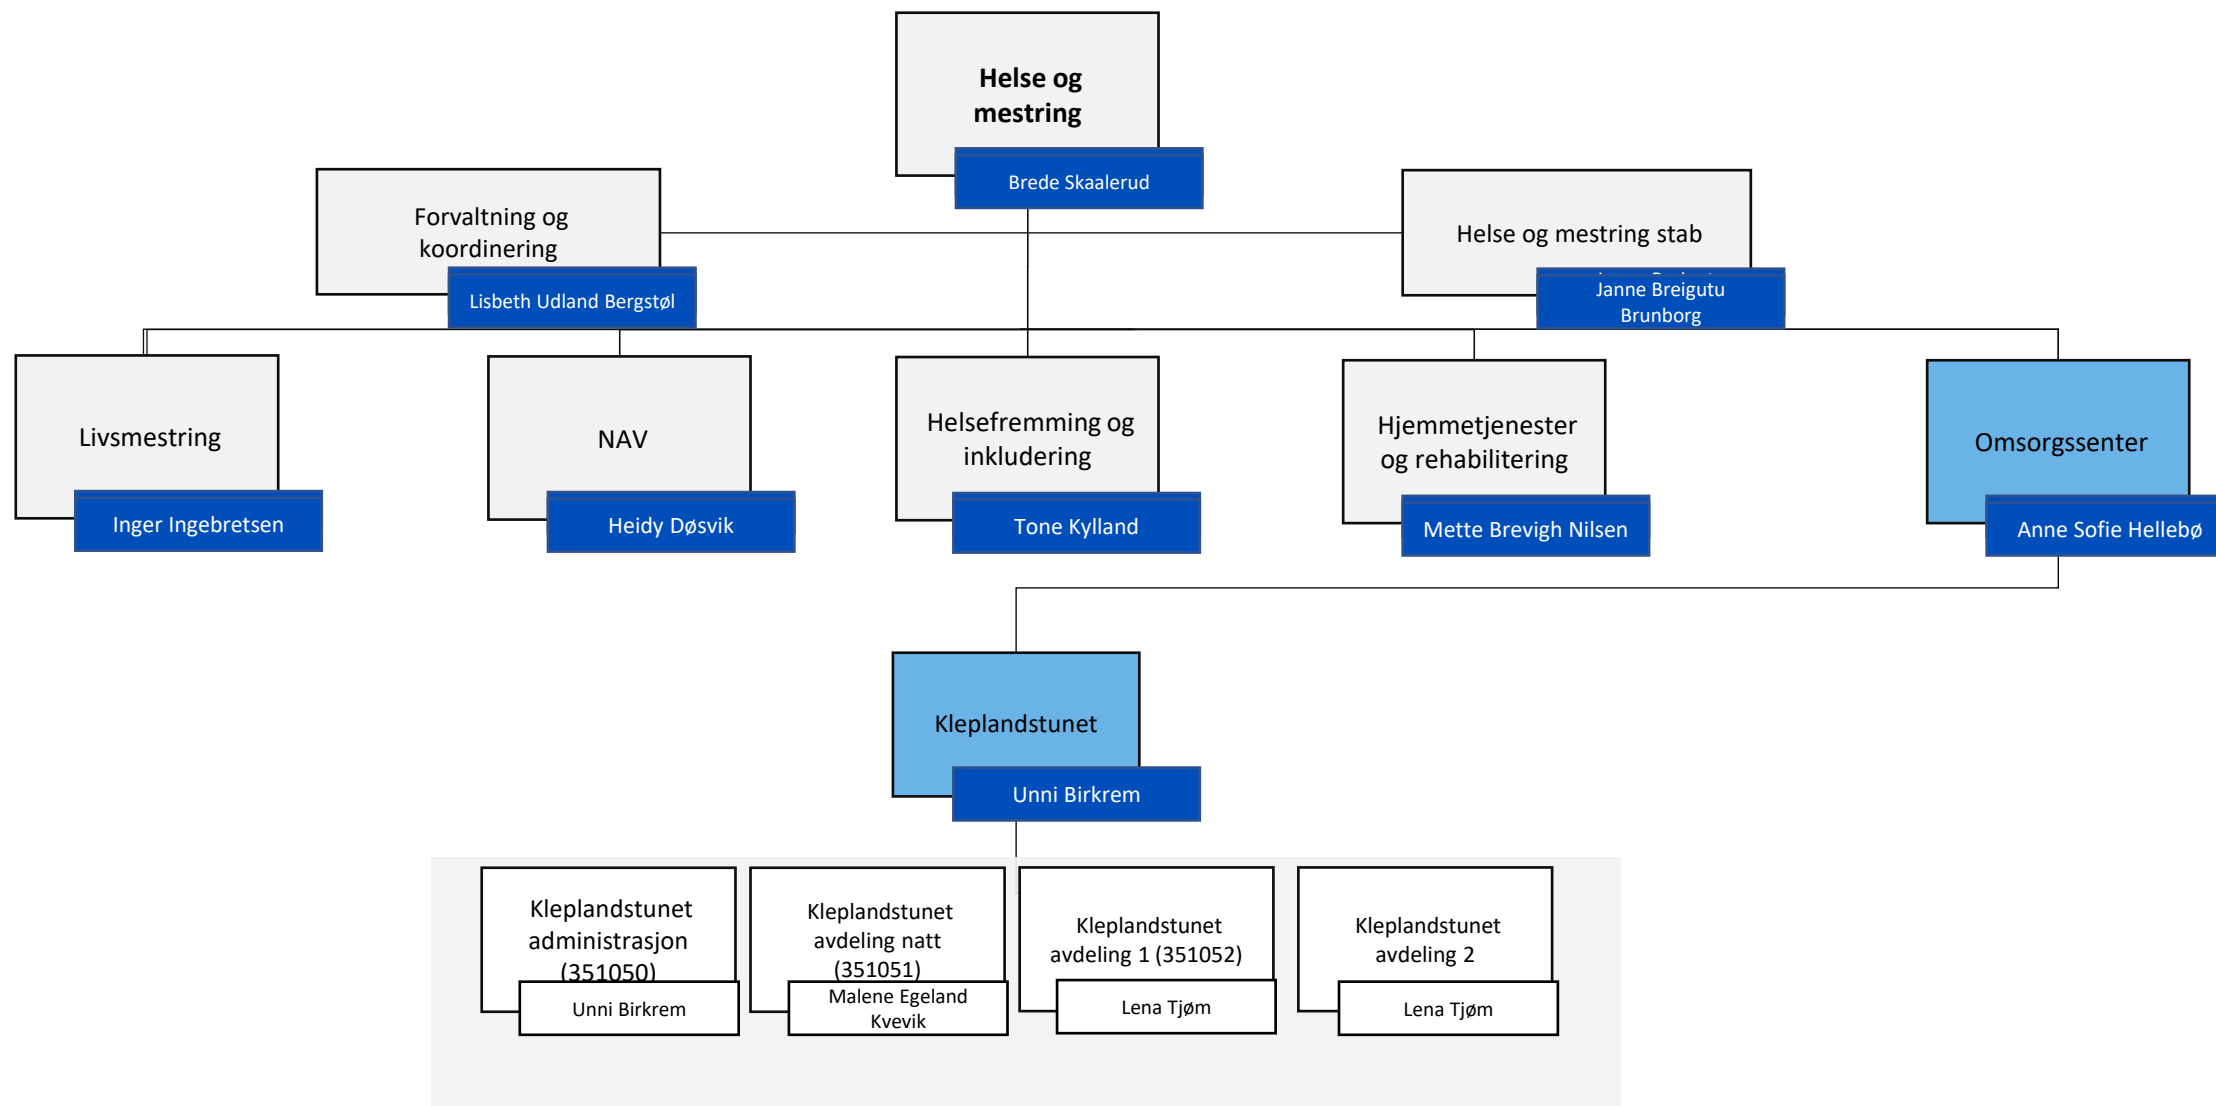 Helse og
mestring
Brede Skaalerud
Forvaltning og
koordinering
Lisbeth Udland Bergstøl
Helse og mestring stab
Janne Breigutu
Brunborg
Livsmestring
Inger Ingebretsen
NAV
Heidy Døsvik
Helsefremming og
inkludering
Tone Kylland
Hjemmetjenester
og rehabilitering
Mette Brevigh Nilsen
Omsorgssenter
Anne Sofie Hellebø
Kleplandstunet
Unni Birkrem
Kleplandstunet
administrasjon
(351050)
Unni Birkrem
Kleplandstunet
avdeling natt
(351051)
Malene Egeland
Kvevik
Kleplandstunet
avdeling 1 (351052)
Lena Tjøm
Kleplandstunet
avdeling 2
Lena Tjøm